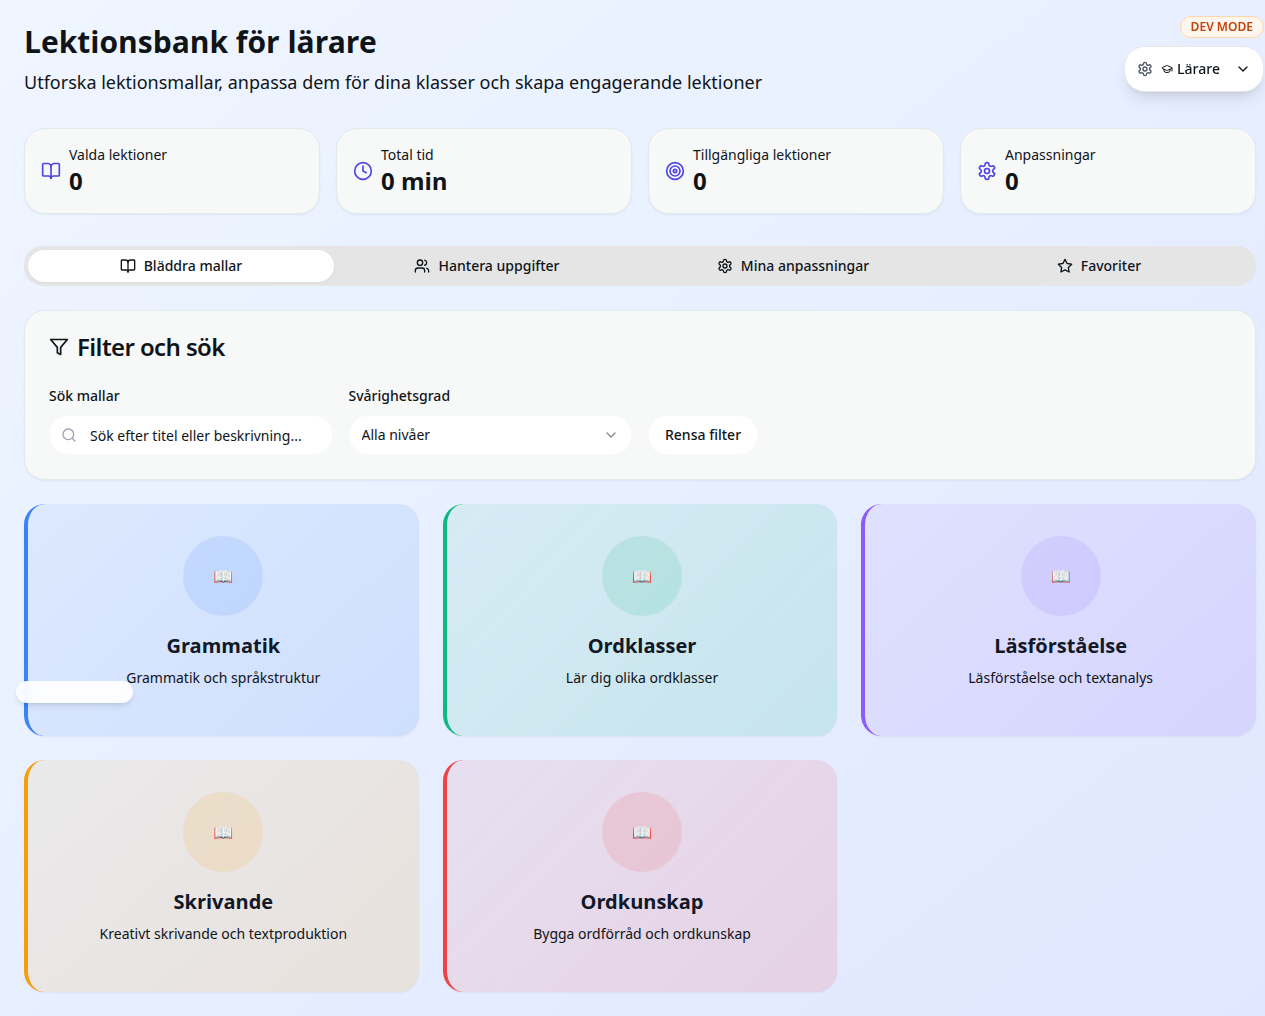 Lektionsbank för lärare
DEV MODE
Utforska lektionsmallar, anpassa dem för dina klasser och skapa engagerande lektioner
Lärare
Valda lektioner
0
Total tid
0 min
Tillgängliga lektioner
0
Anpassningar
0
Bläddra mallar
Hantera uppgifter
Mina anpassningar
Favoriter
Filter och sök
Sök mallar
Svårighetsgrad
Sök efter titel eller beskrivning...
Alla nivåer
Rensa filter
Grammatik
Grammatik och språkstruktur
Ordklasser
Lär dig olika ordklasser
Läsförståelse
Läsförståelse och textanalys
Skrivande
Kreativt skrivande och textproduktion
Ordkunskap
Bygga ordförråd och ordkunskap